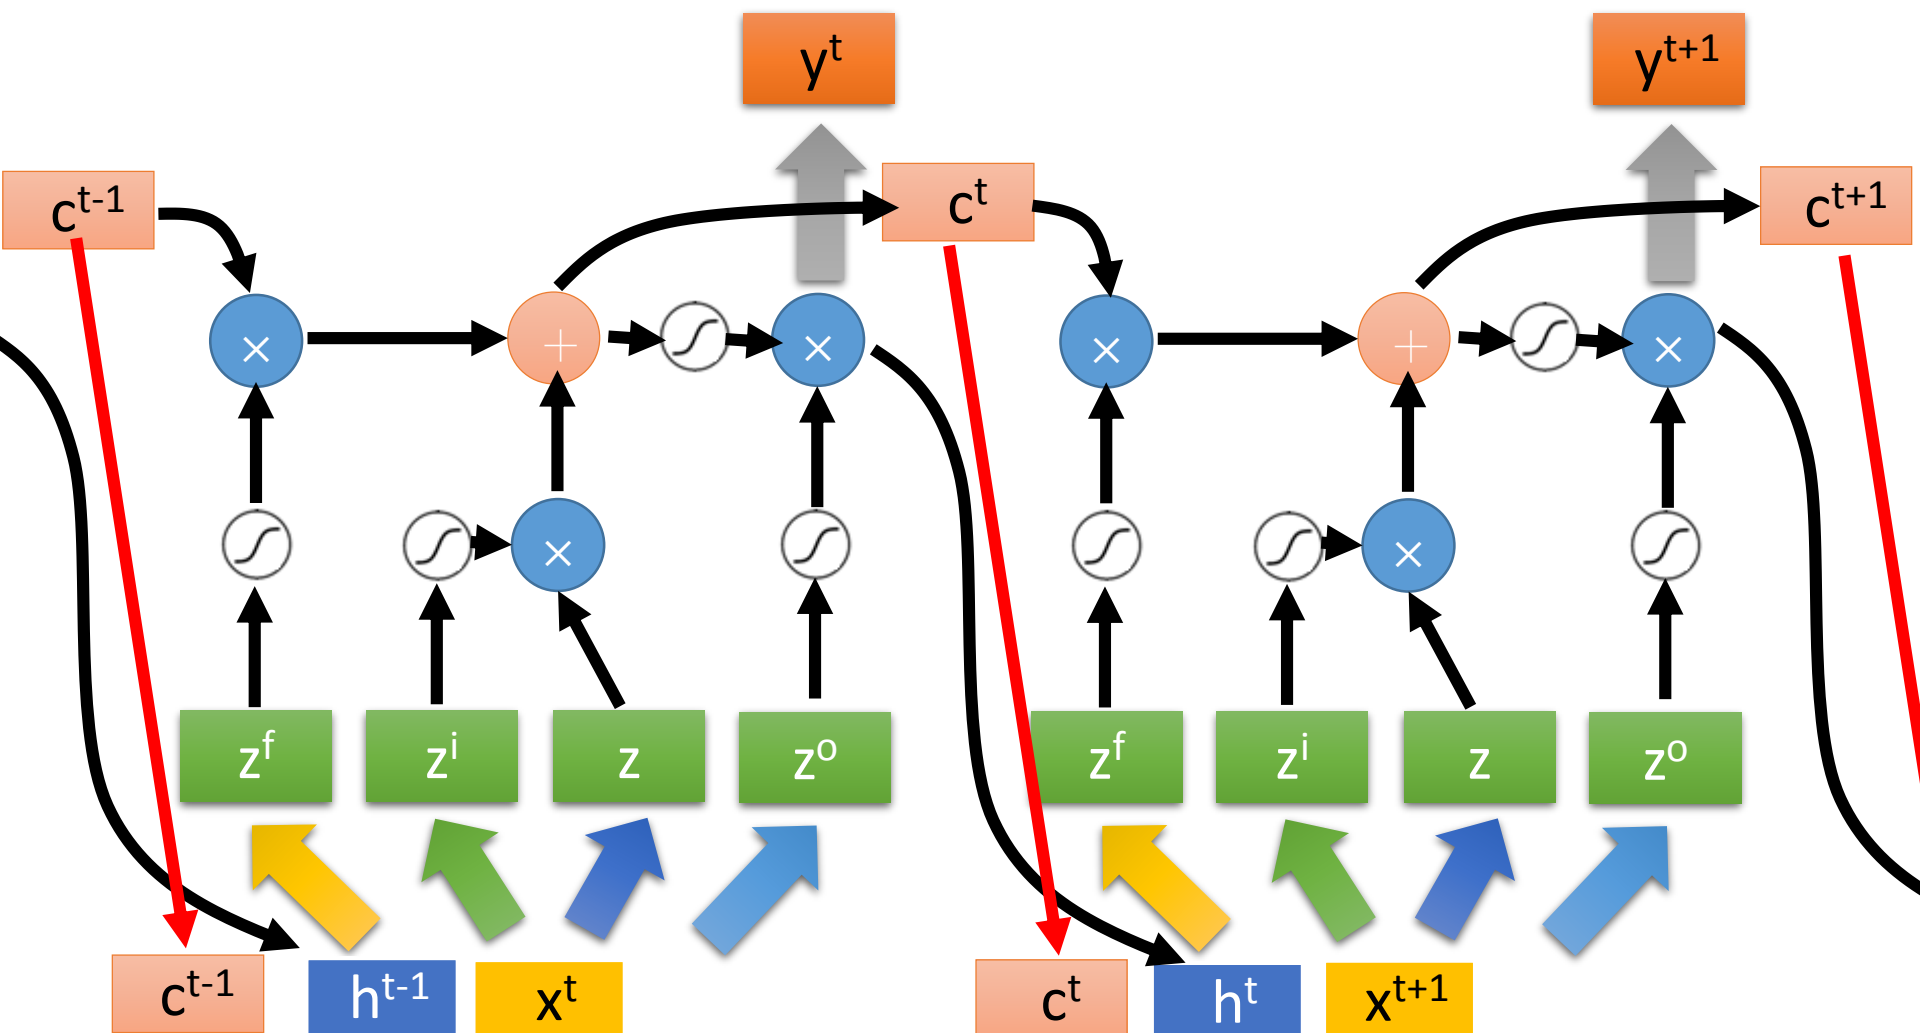 y^t y^{t+1}
c^{t-1} c^t c^{t+1}
× + × × + ×
× ×
z^f z^i z z^o z^f z^i z z^o
c^{t-1} h^{t-1} x^t c^t h^t x^{t+1}